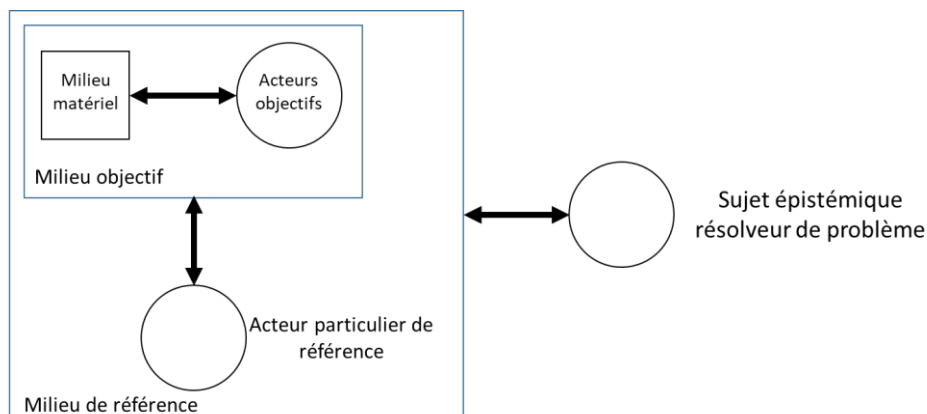 Milieu
matériel
Acteurs
objectifs
Milieu objectif
Sujet épistémique
résolveur de problème
Acteur particulier de
référence
Milieu de référence